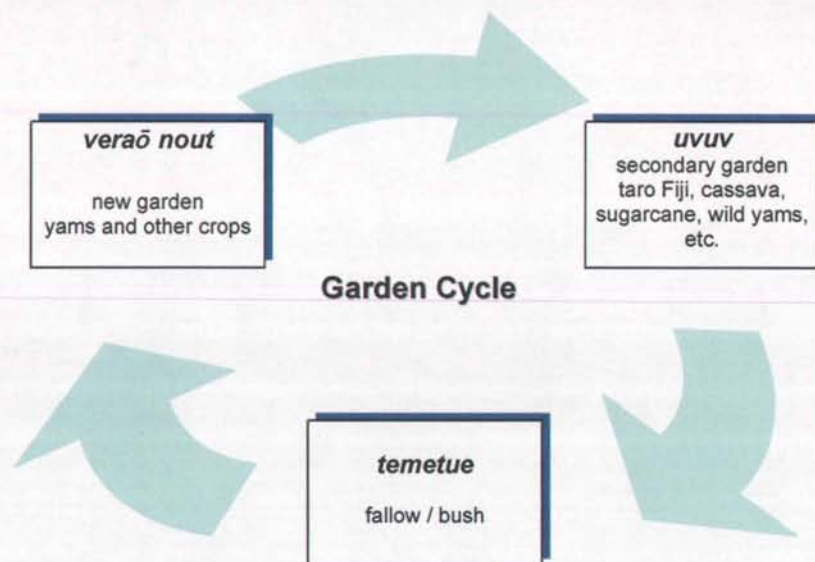 veraō nout
new garden
yams and other crops
uvuv
secondary garden
taro Fiji, cassava,
sugarcane, wild yams,
etc.
Garden Cycle
temetue
fallow / bush